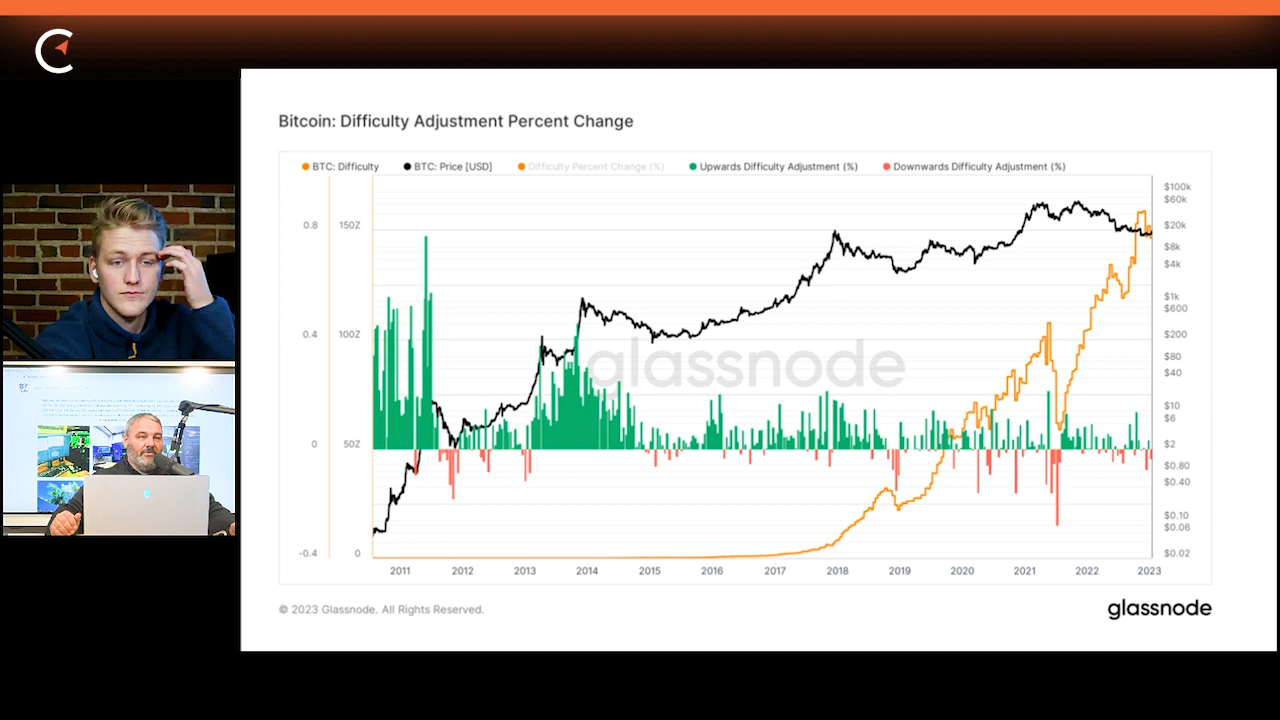 Bitcoin: Difficulty Adjustment Percent Change
BTC: Difficulty BTC: Price [USD] Difficulty Percent Change (%) Upwards Difficulty Adjustment (%) Downwards Difficulty Adjustment (%)
0.8
0.4
0
-0.4
150Z
100Z
50Z
0
$100k
$60k
$20k
$8k
$4k
$1k
$600
$200
$80
$40
$10
$6
$2
$0.80
$0.40
$0.10
$0.06
$0.02
glassnode
2011 2012 2013 2014 2015 2016 2017 2018 2019 2020 2021 2022 2023
© 2023 Glassnode. All Rights Reserved.
glassnode